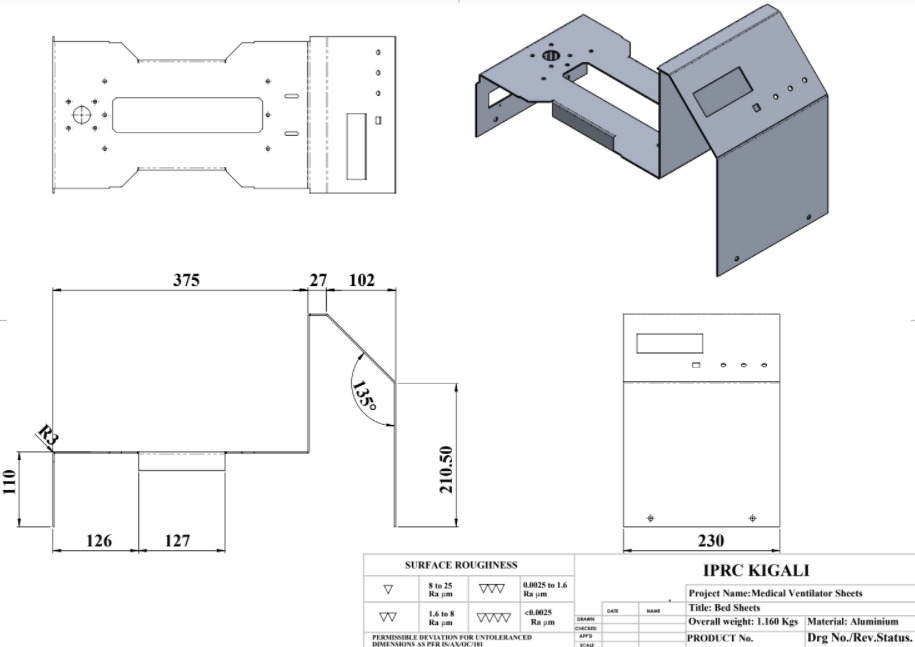 375
27
102
135°
R3
110
210.50
126
127
230
SURFACE ROUGHNESS
8 to 25
Ra μm
0.0025 to 1.6
Ra μm
1.6 to 8
Ra μm
<0.0025
Ra μm
PERMISSIBLE DEVIATION FOR UNTOLERANCED
DIMENSIONS AS PER IS/AX/QC/101
DATE
NAME
DRAWN
CHECKED
APP'D
SCALE
IPRC KIGALI
Project Name:Medical Ventilator Sheets
Title: Bed Sheets
Overall weight: 1.160 Kgs
Material: Aluminium
PRODUCT No.
Drg No./Rev.Status.